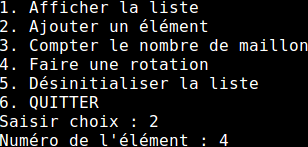 1. Afficher la liste
2. Ajouter un élément
3. Compter le nombre de maillon
4. Faire une rotation
5. Désinitialiser la liste
6. QUITTER
Saisir choix : 2
Numéro de l'élément : 4